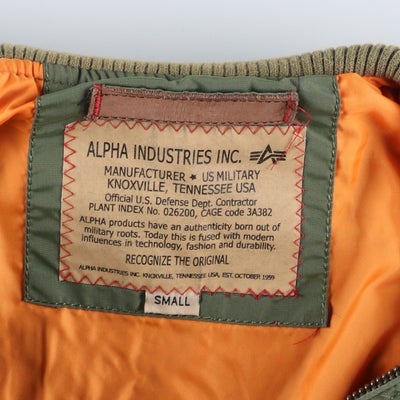 ALPHA INDUSTRIES INC.
MANUFACTURER ★ US MILITARY
KNOXVILLE, TENNESSEE USA
Official U.S. Defense Dept. Contractor
PLANT INDEX No. 026200, CAGE code 3A382
ALPHA products have an authenticity born out of
military roots. Today this is fused with modern
influences in technology, fashion and durability.
RECOGNIZE THE ORIGINAL
ALPHA INDUSTRIES INC. KNOXVILLE, TENNESSEE USA, EST. OCTOBER 1959
SMALL